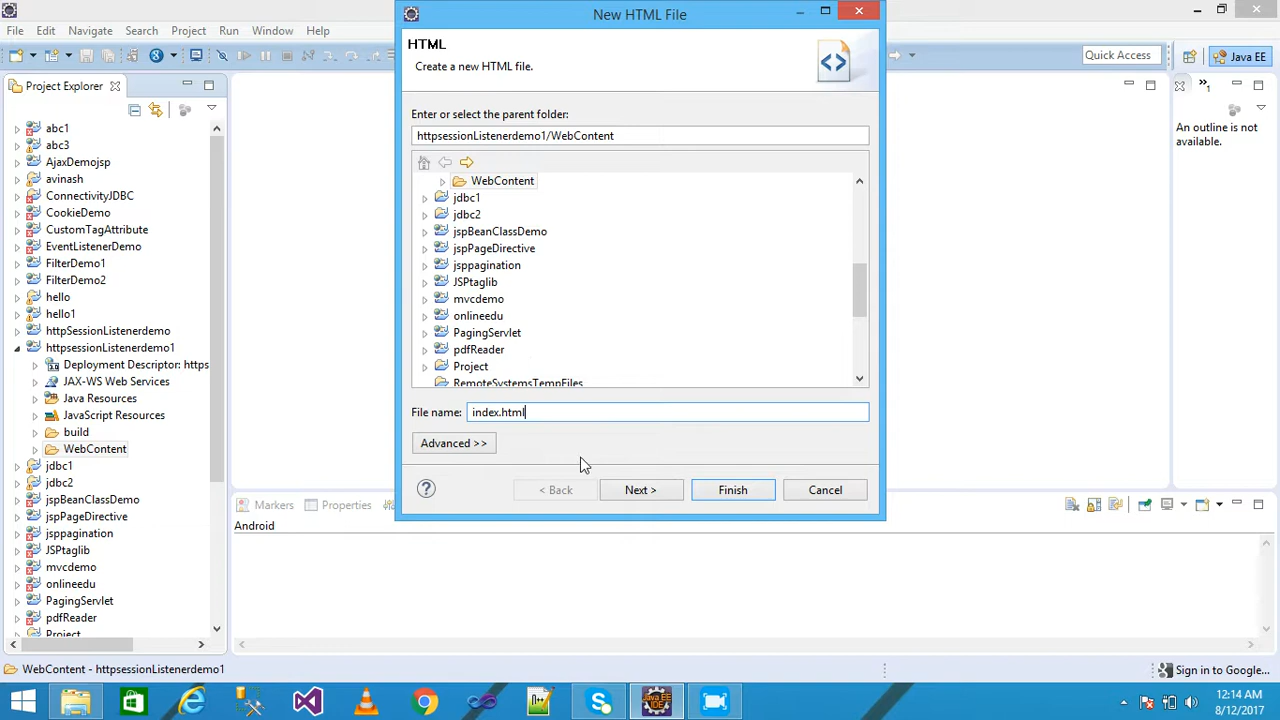 New HTML File
File Edit Navigate Search Project Run Window Help
Quick Access
Java EE
Project Explorer
abc1
abc3
AjaxDemojsp
avinash
ConnectivityJDBC
CookieDemo
CustomTagAttribute
EventListenerDemo
FilterDemo1
FilterDemo2
hello
hello1
httpSessionListenerdemo
httpsessionListenerdemo1
Deployment Descriptor: https
JAX-WS Web Services
Java Resources
JavaScript Resources
build
WebContent
jdbc1
jdbc2
jspBeanClassDemo
jspPageDirective
jsppagination
JSPtaglib
mvcdemo
onlineedu
PagingServlet
pdfReader
Project
HTML
Create a new HTML file.
Enter or select the parent folder:
httpsessionListenerdemo1/WebContent
WebContent
jdbc1
jdbc2
jspBeanClassDemo
jspPageDirective
jsppagination
JSPtaglib
mvcdemo
onlineedu
PagingServlet
pdfReader
Project
RemoteSystemsTempFiles
File name: index.html
Advanced >>
< Back Next > Finish Cancel
An outline is not
available.
Markers Properties
Android
WebContent - httpsessionListenerdemo1
Sign in to Google...
Java EE
IDE
12:14 AM
8/12/2017